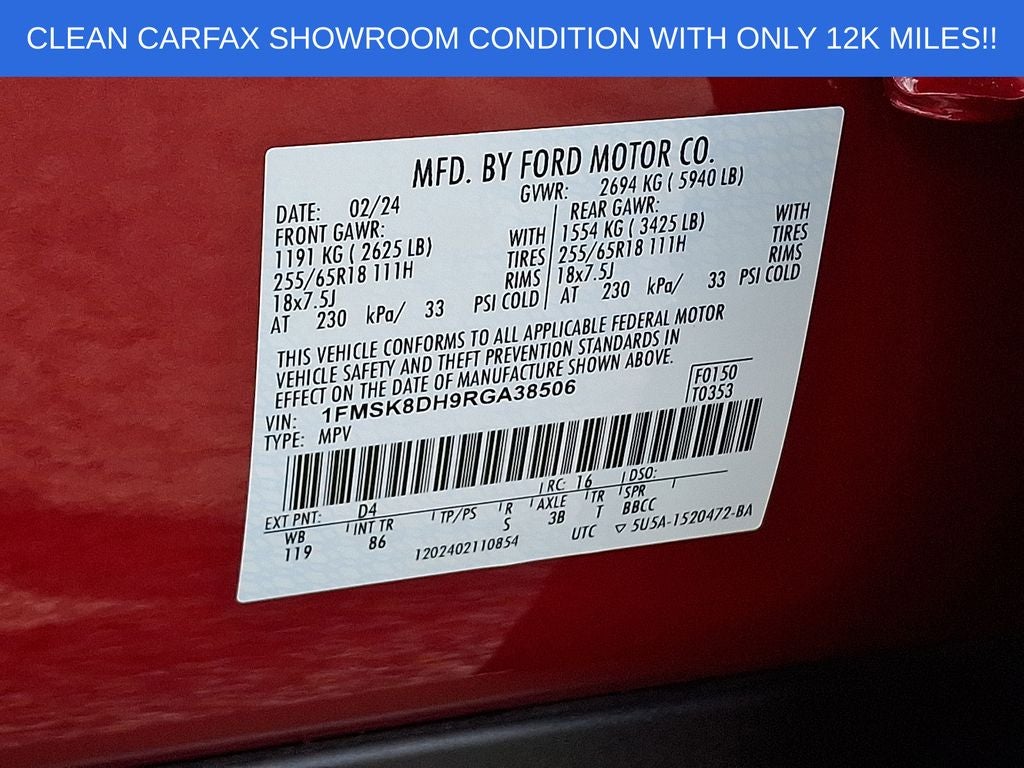 CLEAN CARFAX SHOWROOM CONDITION WITH ONLY 12K MILES!!
MFD. BY FORD MOTOR CO.
DATE: 02/24 GVWR: 2694 KG ( 5940 LB)
FRONT GAWR: REAR GAWR:
1191 KG ( 2625 LB) WITH 1554 KG ( 3425 LB) WITH
255/65R18 111H TIRES 255/65R18 111H TIRES
18x7.5J RIMS 18x7.5J RIMS
AT 230 kPa/ 33 PSI COLD AT 230 kPa/ 33 PSI COLD
THIS VEHICLE CONFORMS TO ALL APPLICABLE FEDERAL MOTOR
VEHICLE SAFETY AND THEFT PREVENTION STANDARDS IN
EFFECT ON THE DATE OF MANUFACTURE SHOWN ABOVE.
VIN: 1FMSK8DH9RGA38506 F0150
TYPE: MPV T0353
EXT PNT: D4 RC: 16 DSO:
WB INT TR TP/PS R AXLE TR SPR
119 86 S 3B T BBCC
1202402110854 UTC ▽ 5U5A-1520472-BA